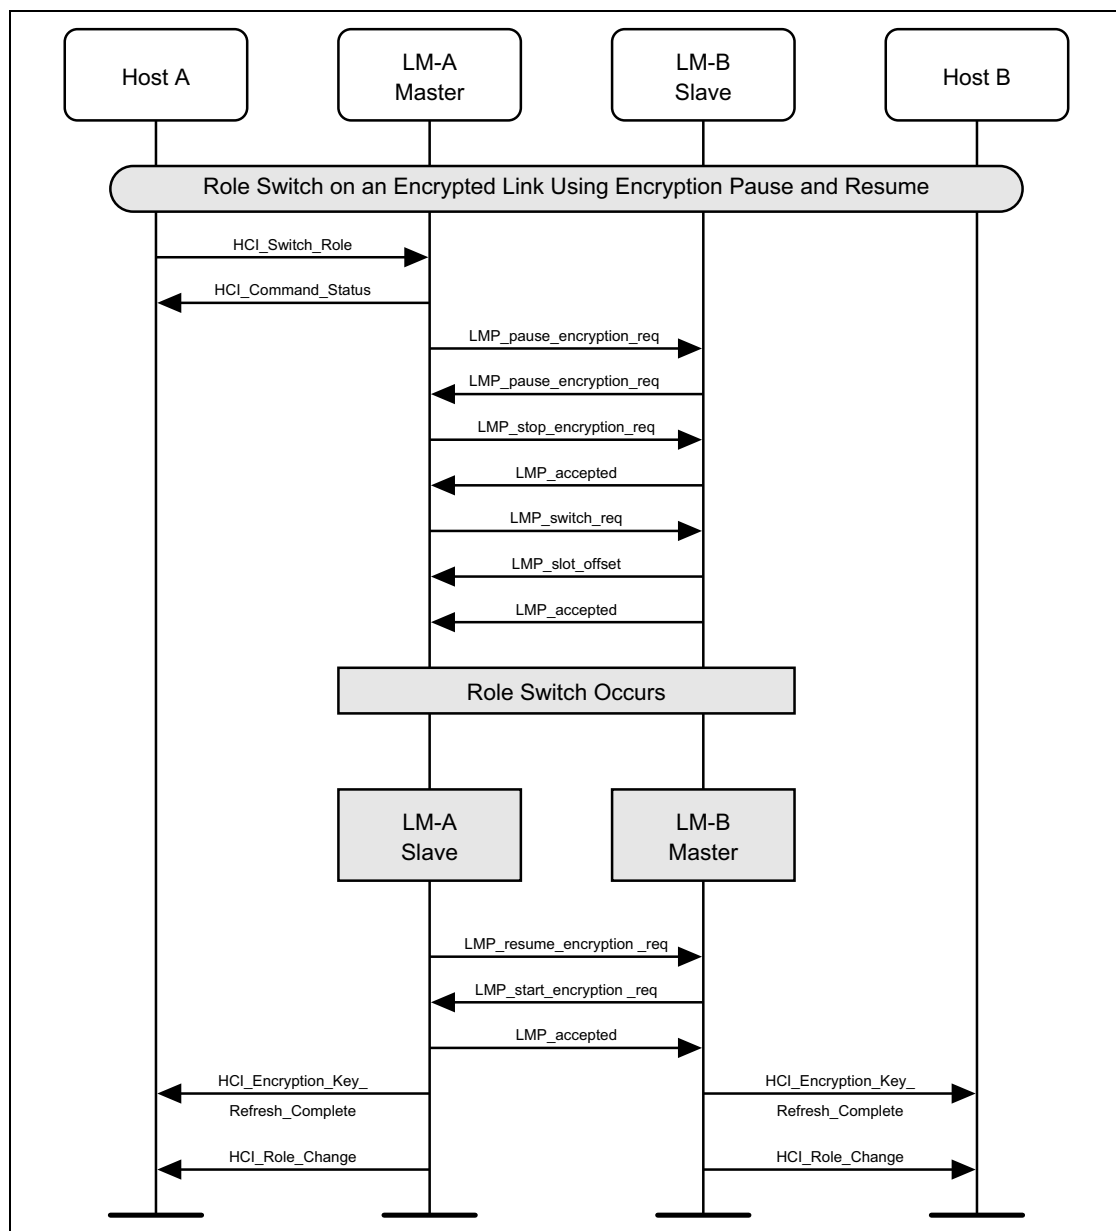 Host A
LM-A
Master
LM-B
Slave
Host B
Role Switch on an Encrypted Link Using Encryption Pause and Resume
HCI_Switch_Role
HCI_Command_Status
LMP_pause_encryption_req
LMP_pause_encryption_req
LMP_stop_encryption_req
LMP_accepted
LMP_switch_req
LMP_slot_offset
LMP_accepted
Role Switch Occurs
LM-A
Slave
LM-B
Master
LMP_resume_encryption _req
LMP_start_encryption _req
LMP_accepted
HCI_Encryption_Key_
Refresh_Complete
HCI_Encryption_Key_
Refresh_Complete
HCI_Role_Change
HCI_Role_Change